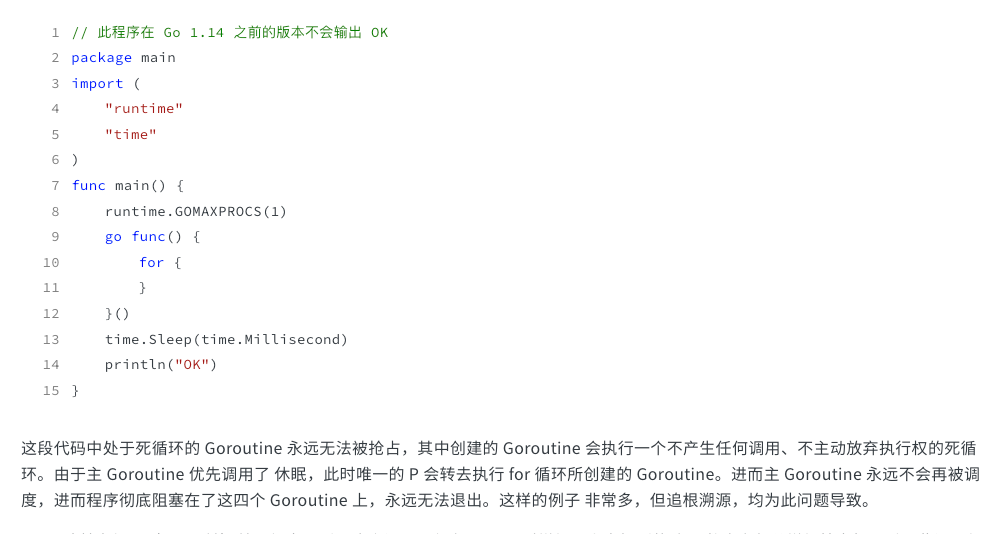 1 // 此程序在 Go 1.14 之前的版本不会输出 OK
2 package main
3 import (
4 "runtime"
5 "time"
6 )
7 func main() {
8 runtime.GOMAXPROCS(1)
9 go func() {
10 for {
11 }
12 }()
13 time.Sleep(time.Millisecond)
14 println("OK")
15 }
这段代码中处于死循环的 Goroutine 永远无法被抢占，其中创建的 Goroutine 会执行一个不产生任何调用、不主动放弃执行权的死循
环。由于主 Goroutine 优先调用了 休眠，此时唯一的 P 会转去执行 for 循环所创建的 Goroutine。进而主 Goroutine 永远不会再被调
度，进而程序彻底阻塞在了这四个 Goroutine 上，永远无法退出。这样的例子 非常多，但追根溯源，均为此问题导致。